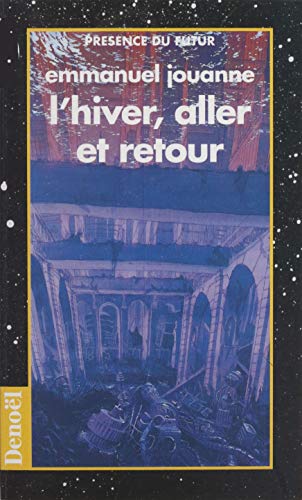 PRESENCE DU FUTUR
emmanuel jouanne
l'hiver, aller
et retour
Denoël